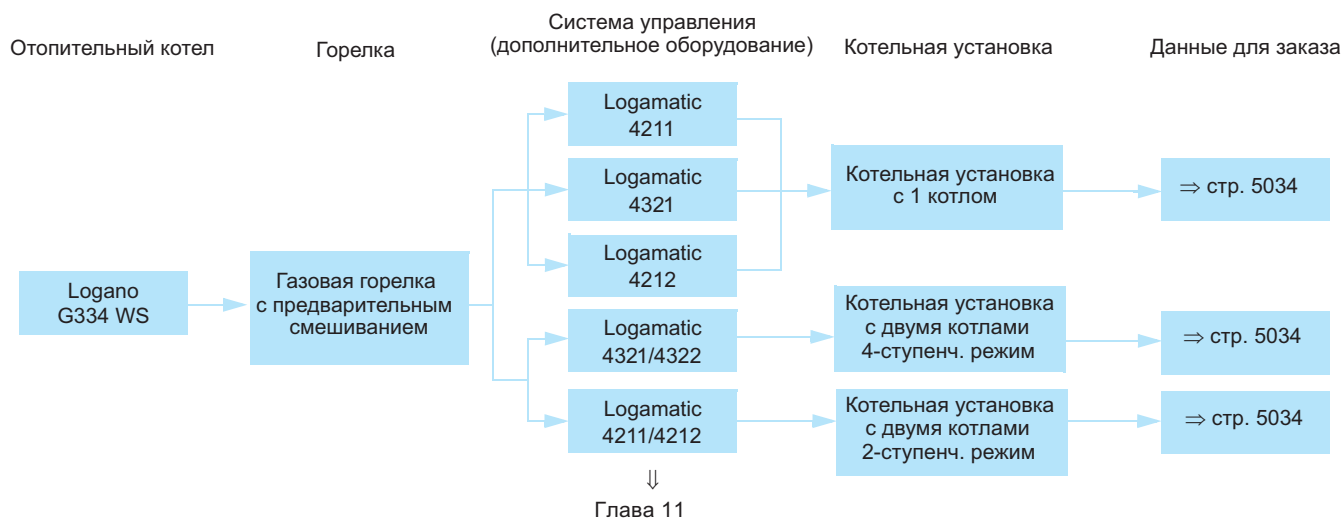 Отопительный котел
Горелка
Система управления
(дополнительное оборудование)
Котельная установка
Данные для заказа
Logamatic
4211
Logamatic
4321
Logamatic
4212
Котельная установка
с 1 котлом
⇒ стр. 5034
Logano
G334 WS
Газовая горелка
с предварительным
смешиванием
Logamatic
4321/4322
Котельная установка
с двумя котлами
4-ступенч. режим
⇒ стр. 5034
Logamatic
4211/4212
Котельная установка
с двумя котлами
2-ступенч. режим
⇒ стр. 5034
⇓
Глава 11